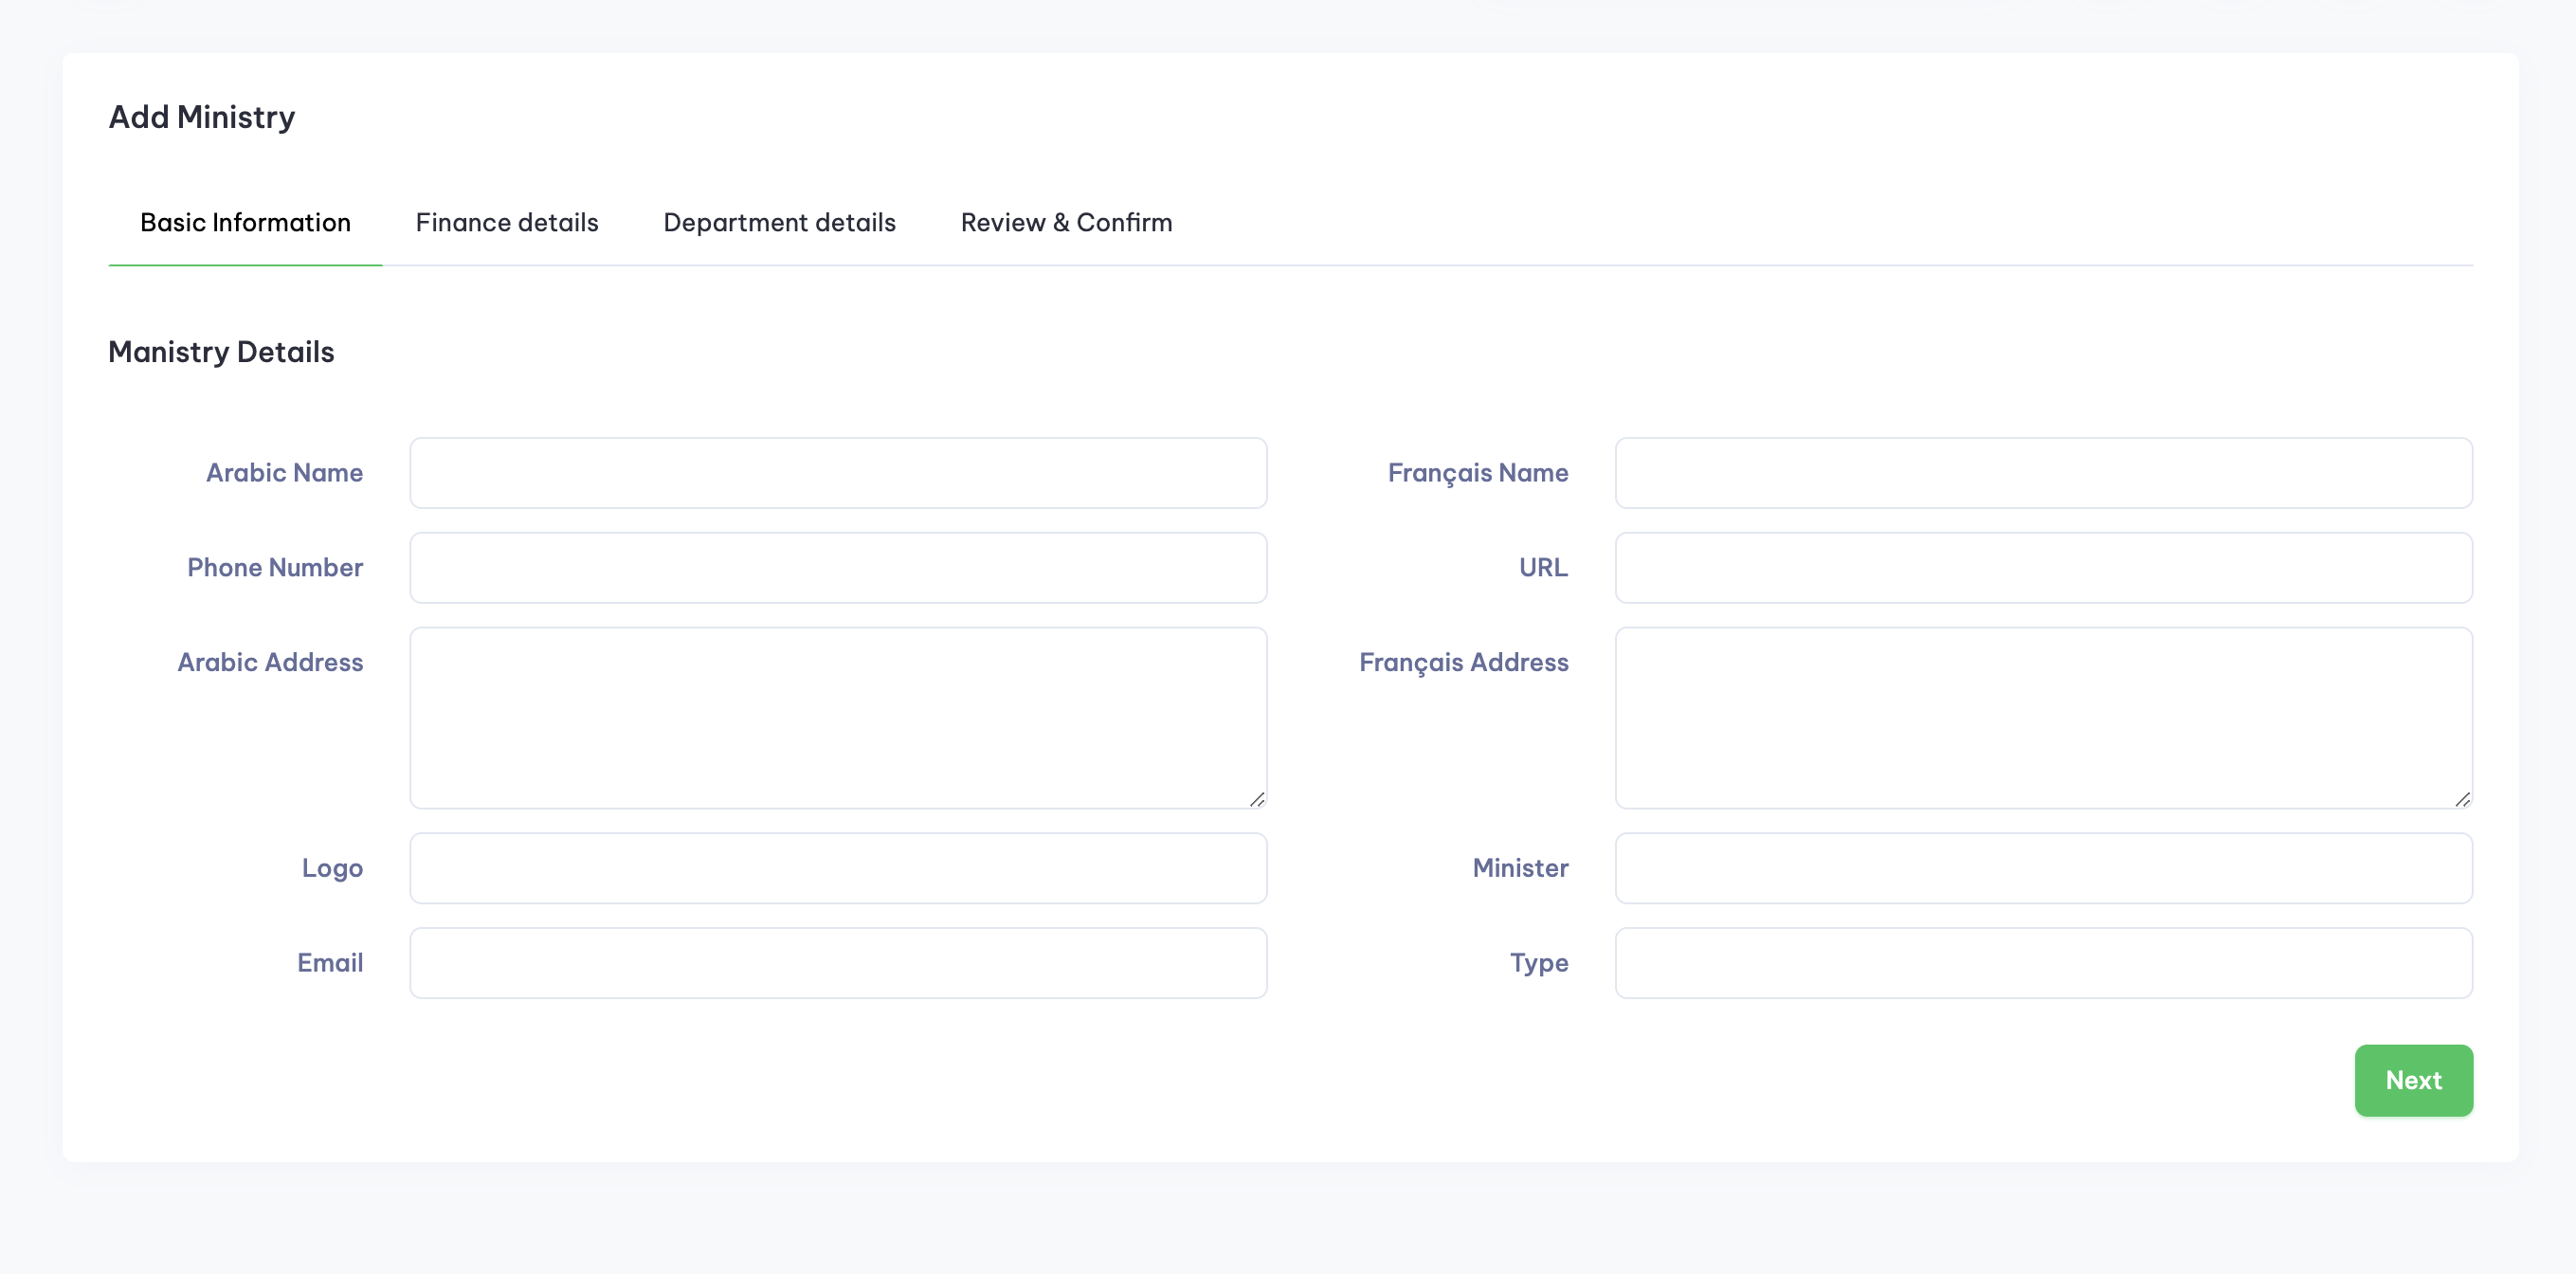 Add Ministry
Basic Information Finance details Department details Review & Confirm
Manistry Details
Arabic Name Français Name
Phone Number URL
Arabic Address Français Address
Logo Minister
Email Type
Next